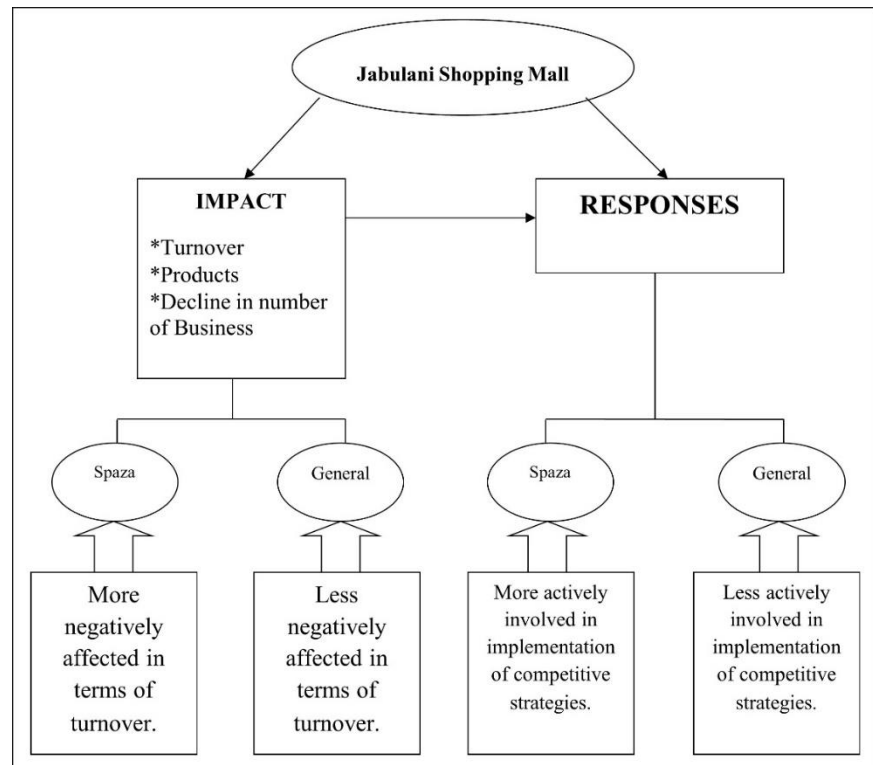 Jabulani Shopping Mall
IMPACT
*Turnover
*Products
*Decline in number
of Business
RESPONSES
Spaza
General
Spaza
General
More
negatively
affected in
terms of
turnover.
Less
negatively
affected in
terms of
turnover.
More actively
involved in
implementation
of competitive
strategies.
Less actively
involved in
implementation
of competitive
strategies.